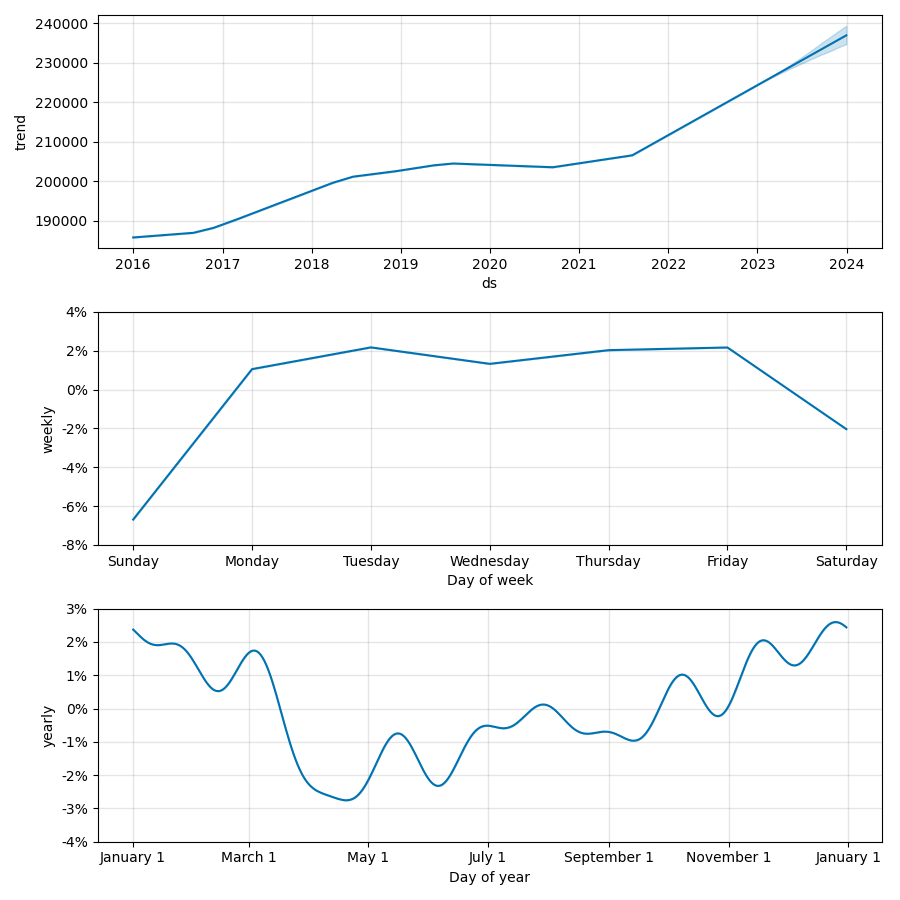 240000
230000
220000
210000
200000
190000
trend
2016 2017 2018 2019 2020 2021 2022 2023 2024
ds
4%
2%
0%
-2%
-4%
-6%
-8%
weekly
Sunday Monday Tuesday Wednesday Thursday Friday Saturday
Day of week
3%
2%
1%
0%
-1%
-2%
-3%
-4%
yearly
January 1 March 1 May 1 July 1 September 1 November 1 January 1
Day of year